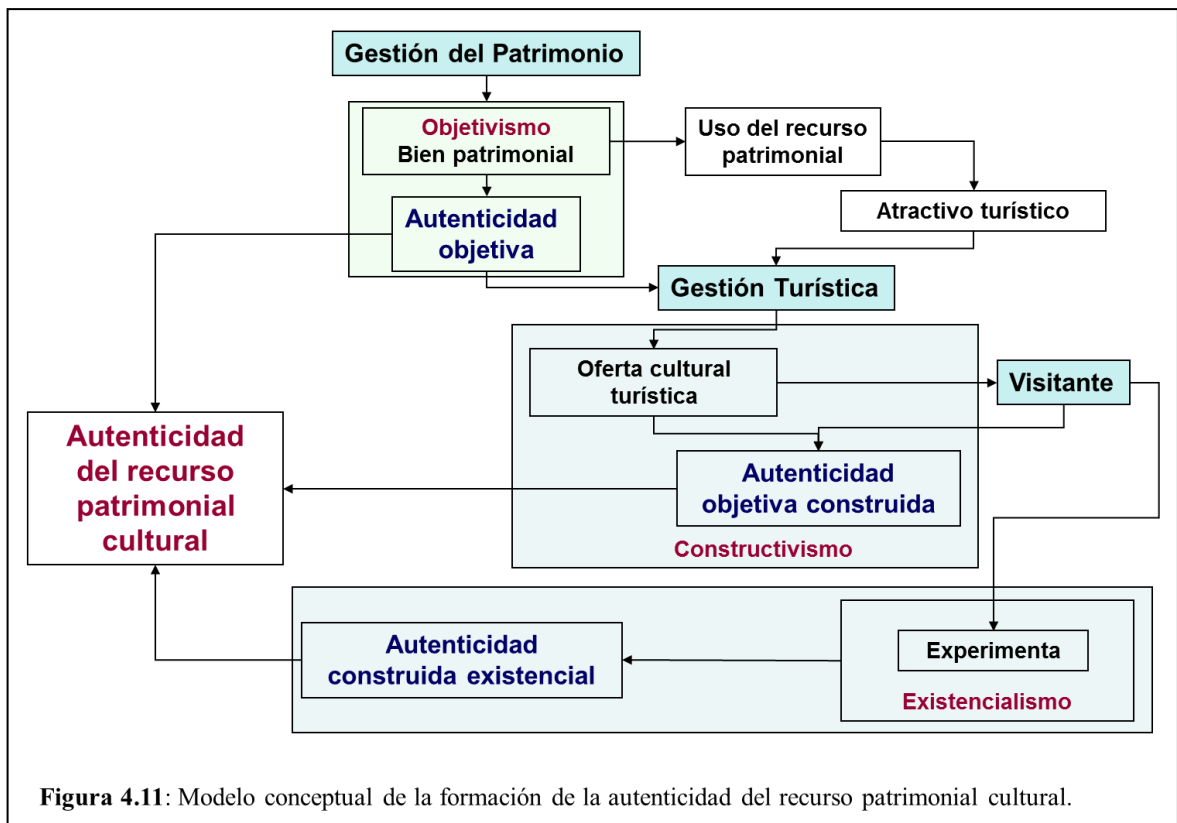 Gestión del Patrimonio
Objetivismo
Bien patrimonial
Uso del recurso
patrimonial
Autenticidad
objetiva
Atractivo turístico
Gestión Turística
Oferta cultural
turística
Visitante
Autenticidad
del recurso
patrimonial
cultural
Autenticidad
objetiva construida
Constructivismo
Autenticidad
construida existencial
Experimenta
Existencialismo
Figura 4.11: Modelo conceptual de la formación de la autenticidad del recurso patrimonial cultural.